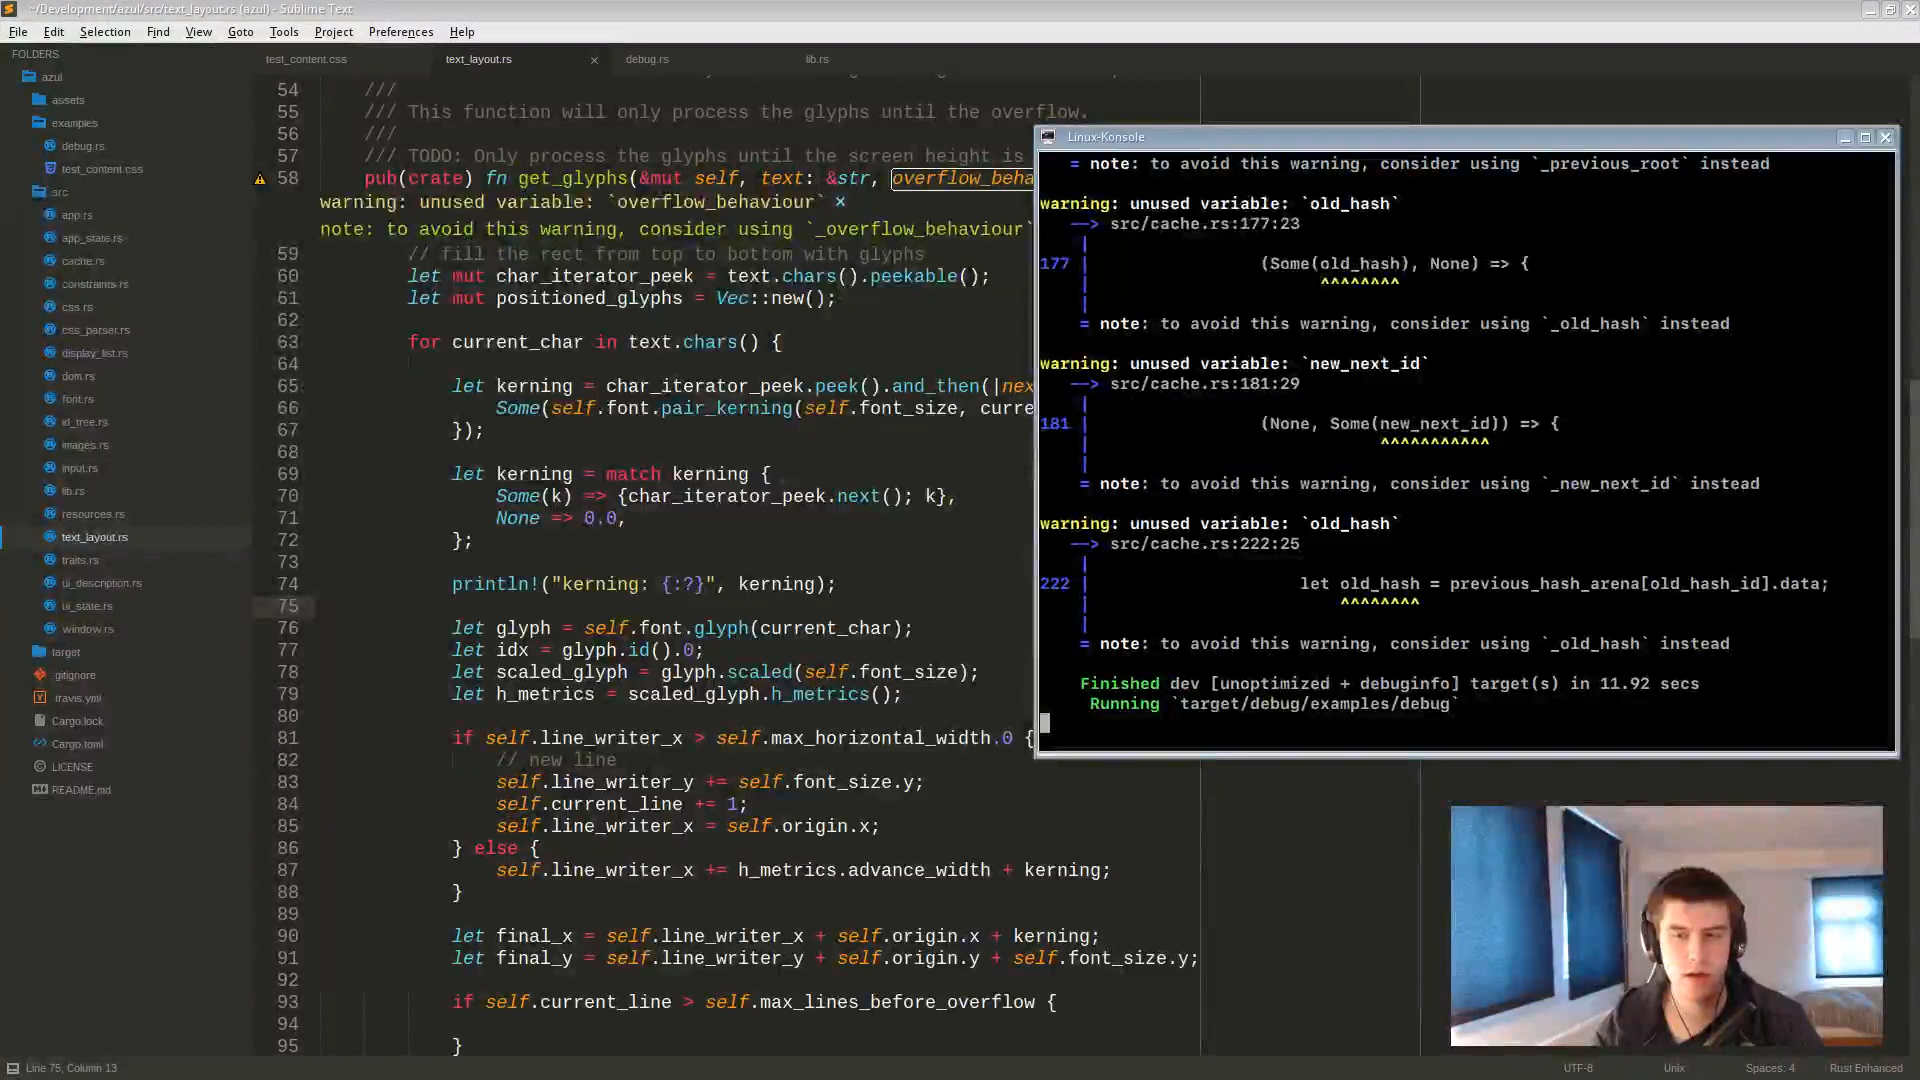 ~/Development/azul/src/text_layout.rs (azul) - Sublime Text
File Edit Selection Find View Goto Tools Project Preferences Help
FOLDERS
azul
assets
examples
debug.rs
test_content.css
src
app.rs
app_state.rs
cache.rs
constraints.rs
css.rs
css_parser.rs
display_list.rs
dom.rs
font.rs
id_tree.rs
images.rs
input.rs
lib.rs
resources.rs
text_layout.rs
traits.rs
ui_description.rs
ui_state.rs
window.rs
target
.gitignore
.travis.yml
Cargo.lock
Cargo.toml
LICENSE
README.md
test_content.css text_layout.rs × debug.rs lib.rs
54 ///
55 /// This function will only process the glyphs until the overflow.
56 ///
57 /// TODO: Only process the glyphs until the screen height is
58 pub(crate) fn get_glyphs(&mut self, text: &str, overflow_beha
warning: unused variable: `overflow_behaviour` ×
note: to avoid this warning, consider using `_overflow_behaviour`
59 // fill the rect from top to bottom with glyphs
60 let mut char_iterator_peek = text.chars().peekable();
61 let mut positioned_glyphs = Vec::new();
62
63 for current_char in text.chars() {
64
65 let kerning = char_iterator_peek.peek().and_then(|nex
66 Some(self.font.pair_kerning(self.font_size, curre
67 });
68
69 let kerning = match kerning {
70 Some(k) => {char_iterator_peek.next(); k},
71 None => 0.0,
72 };
73
74 println!("kerning: {:?}", kerning);
75
76 let glyph = self.font.glyph(current_char);
77 let idx = glyph.id().0;
78 let scaled_glyph = glyph.scaled(self.font_size);
79 let h_metrics = scaled_glyph.h_metrics();
80
81 if self.line_writer_x > self.max_horizontal_width.0 {
82 // new line
83 self.line_writer_y += self.font_size.y;
84 self.current_line += 1;
85 self.line_writer_x = self.origin.x;
86 } else {
87 self.line_writer_x += h_metrics.advance_width + kerning;
88 }
89
90 let final_x = self.line_writer_x + self.origin.x + kerning;
91 let final_y = self.line_writer_y + self.origin.y + self.font_size.y;
92
93 if self.current_line > self.max_lines_before_overflow {
94
95 }
Linux-Konsole
= note: to avoid this warning, consider using `_previous_root` instead
warning: unused variable: `old_hash`
--> src/cache.rs:177:23
|
177 | (Some(old_hash), None) => {
| ^^^^^^^^
|
= note: to avoid this warning, consider using `_old_hash` instead
warning: unused variable: `new_next_id`
--> src/cache.rs:181:29
|
181 | (None, Some(new_next_id)) => {
| ^^^^^^^^^^^
|
= note: to avoid this warning, consider using `_new_next_id` instead
warning: unused variable: `old_hash`
--> src/cache.rs:222:25
|
222 | let old_hash = previous_hash_arena[old_hash_id].data;
| ^^^^^^^^
|
= note: to avoid this warning, consider using `_old_hash` instead
Finished dev [unoptimized + debuginfo] target(s) in 11.92 secs
Running `target/debug/examples/debug`
Line 75, Column 13 UTF-8 Unix Spaces: 4 Rust Enhanced